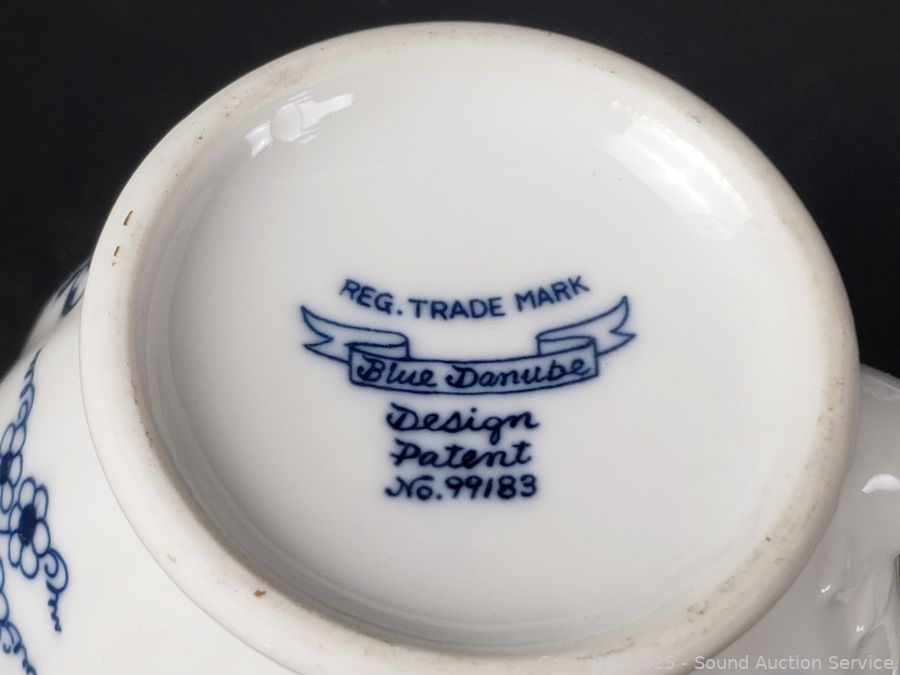 REG. TRADE MARK
Blue Danube
Design
Patent
No. 99183
Copyright 2025 - Sound Auction Service